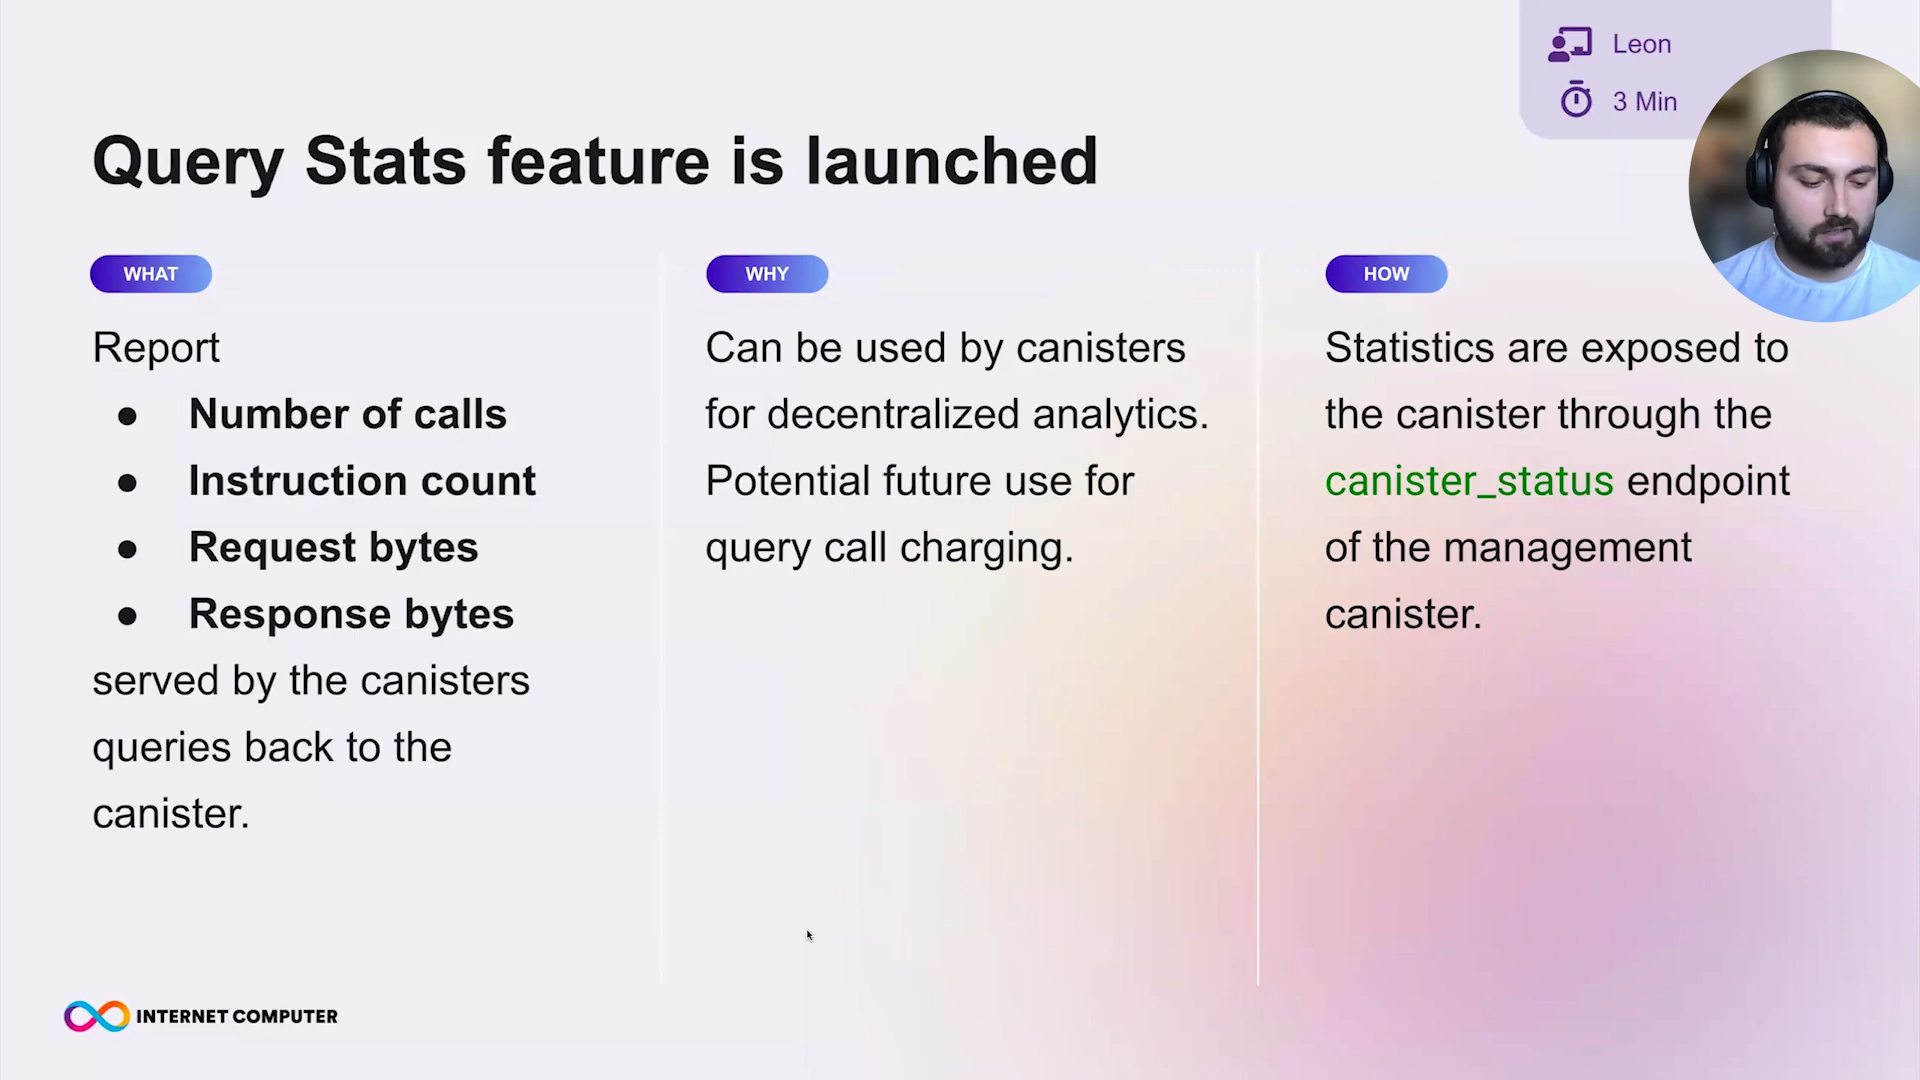 Leon
3 Min
Query Stats feature is launched
WHAT
Report
● Number of calls
● Instruction count
● Request bytes
● Response bytes
served by the canisters
queries back to the
canister.
WHY
Can be used by canisters
for decentralized analytics.
Potential future use for
query call charging.
HOW
Statistics are exposed to
the canister through the
canister_status endpoint
of the management
canister.
INTERNET COMPUTER